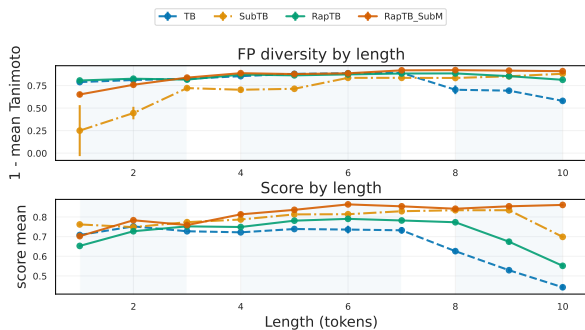 TB SubTB RapTB RapTB_SubM
FP diversity by length
1 - mean Tanimoto
0.75
0.50
0.25
0.00
2 4 6 8 10
Score by length
score mean
0.8
0.7
0.6
0.5
2 4 6 8 10
Length (tokens)